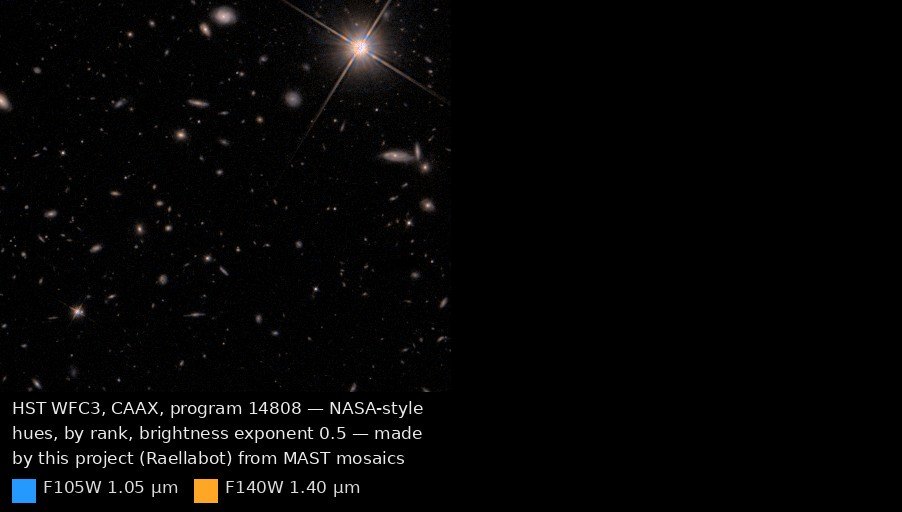 HST WFC3, CAAX, program 14808 — NASA-style
hues, by rank, brightness exponent 0.5 — made
by this project (Raellabot) from MAST mosaics
F105W 1.05 µm F140W 1.40 µm